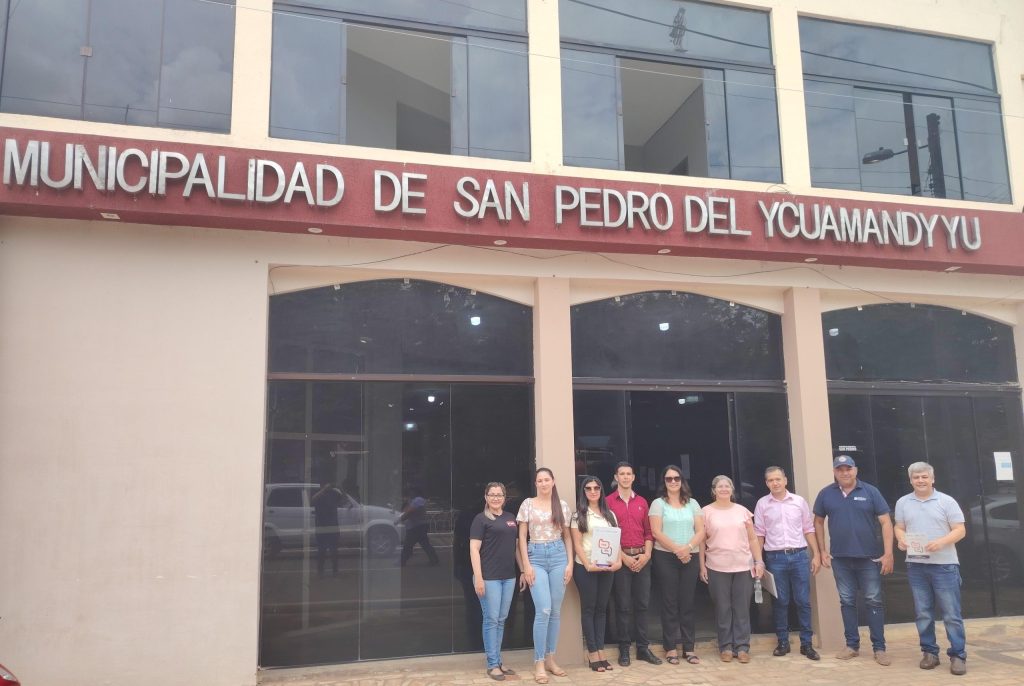 MUNICIPALIDAD DE SAN PEDRO DEL YCUAMANDYYU